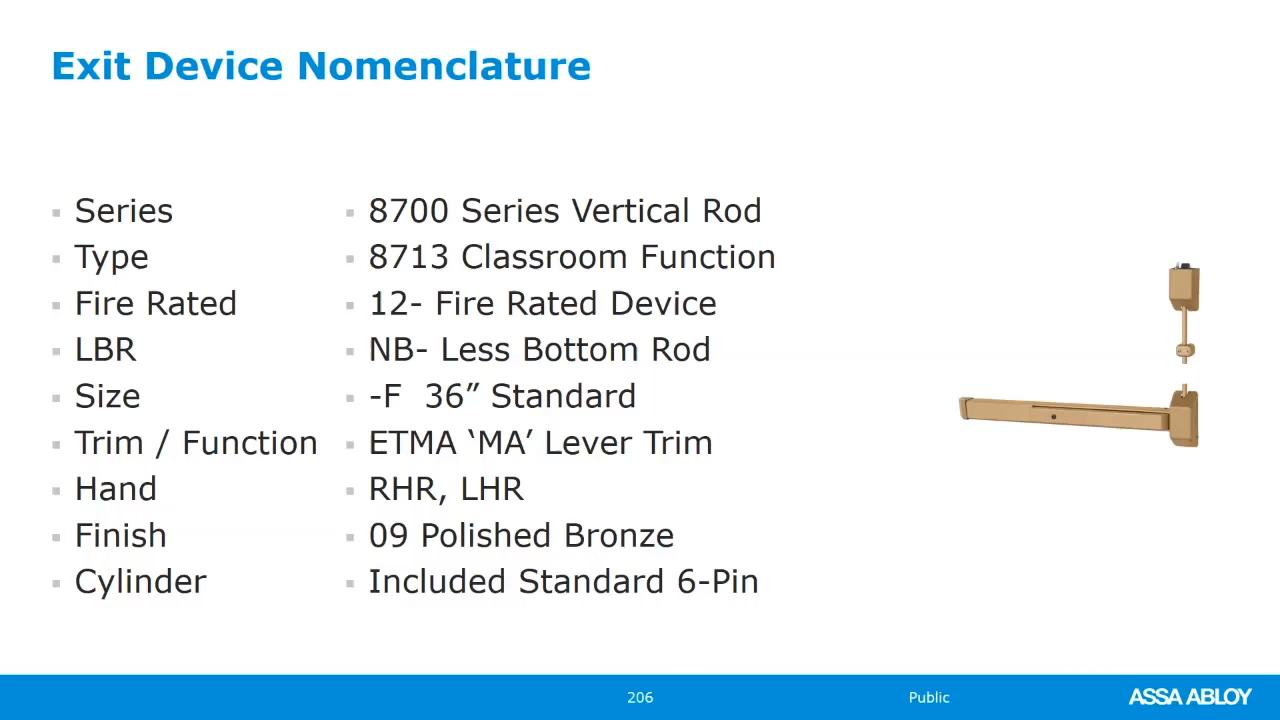 Exit Device Nomenclature
Series
8700 Series Vertical Rod
Type
8713 Classroom Function
Fire Rated
12- Fire Rated Device
LBR
NB- Less Bottom Rod
Size
-F  36” Standard
Trim / Function
ETMA ‘MA’ Lever Trim
Hand
RHR, LHR
Finish
09 Polished Bronze
Cylinder
Included Standard 6-Pin
206
Public
ASSA ABLOY